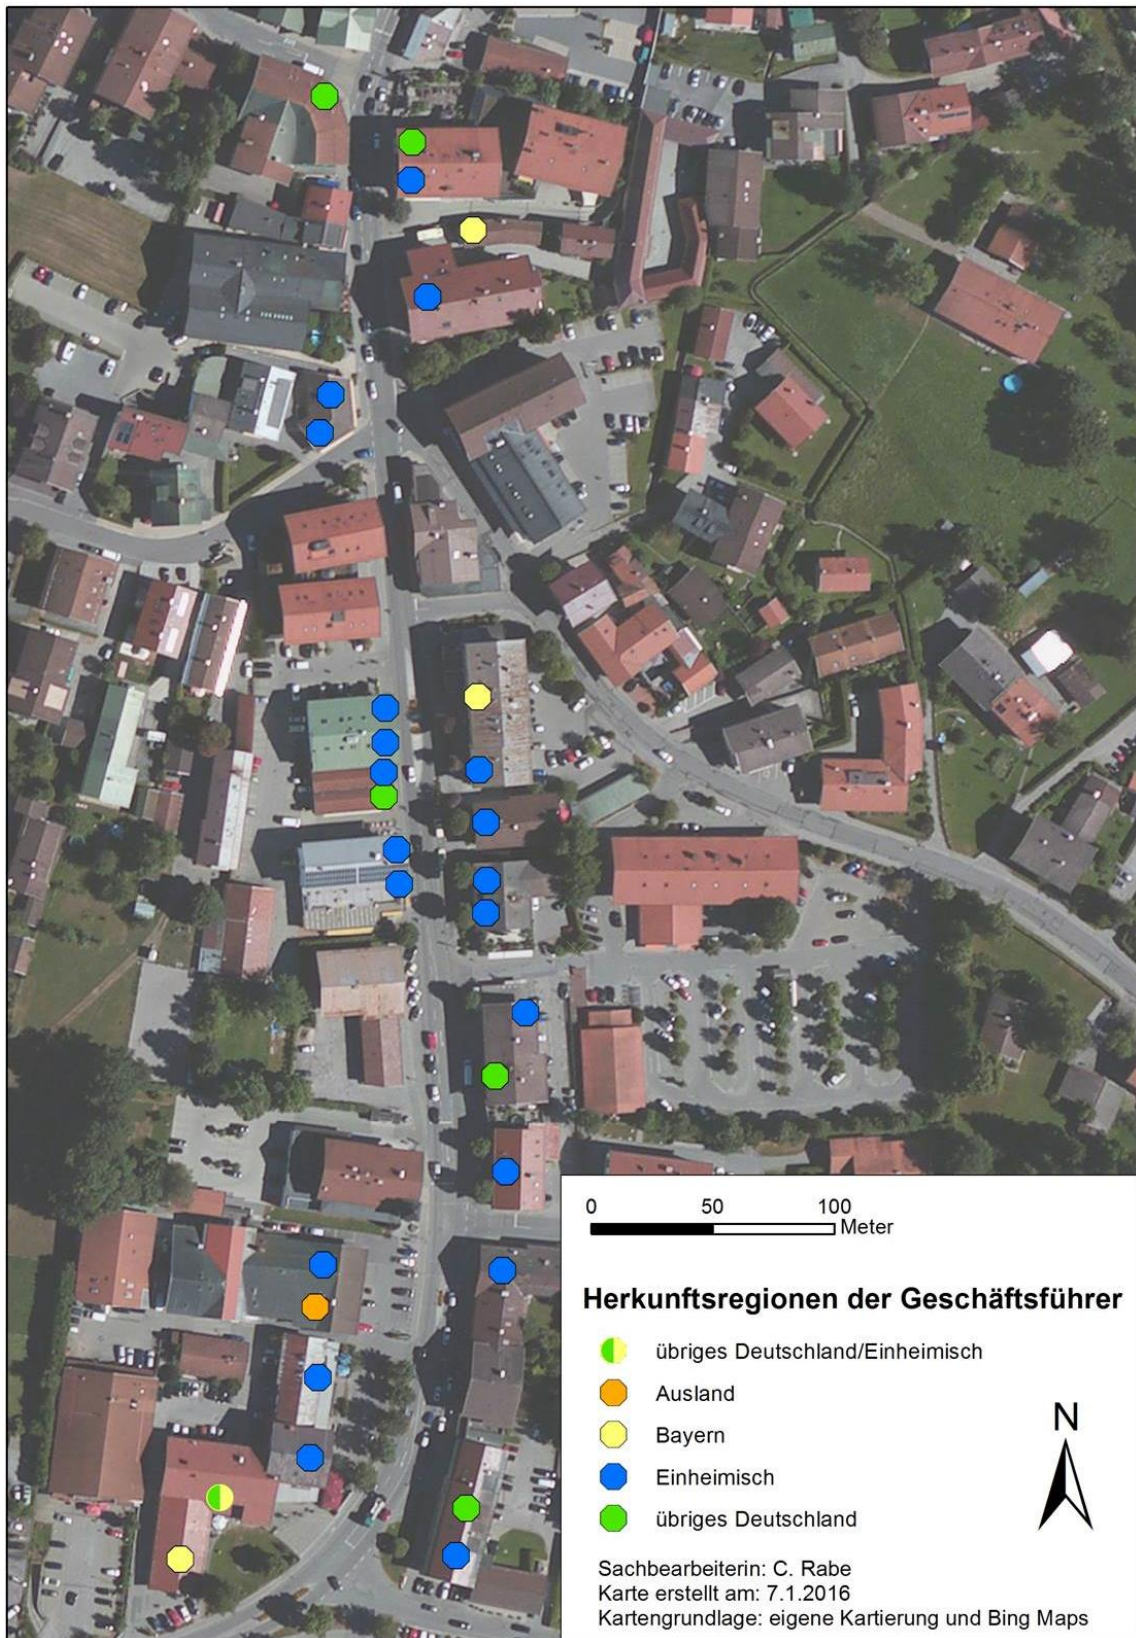 0 50 100
Meter
Herkunftsregionen der Geschäftsführer
übriges Deutschland/Einheimisch
Ausland
Bayern
Einheimisch
übriges Deutschland
N
Sachbearbeiterin: C. Rabe
Karte erstellt am: 7.1.2016
Kartengrundlage: eigene Kartierung und Bing Maps